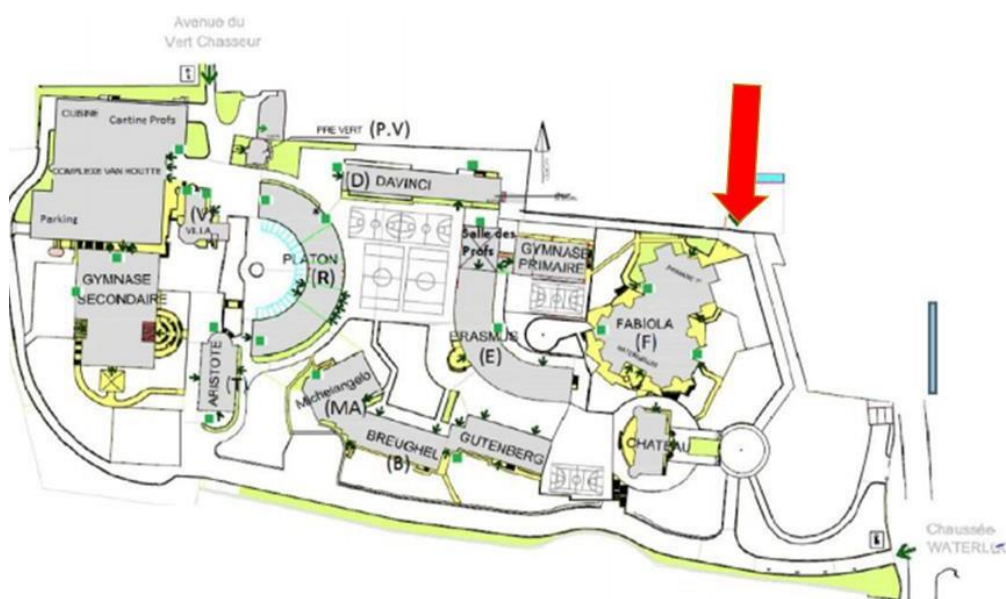 Avenue du
Vert Chasseur
CUISINE
Cantine Profs
PRE VERT (P.V)
COMPLEXE VAN HOUTTE
(D) DAVINCI
Parking
(V)
VILLA
Salle des
Profs
GYMNASE
PRIMAIRE
PLATON
(R)
GYMNASE
SECONDAIRE
FABIOLA
(F)
MATERNELLE
ERASMUS
(E)
ARISTOTE
(T)
Michelangelo
(MA)
BREUGHEL
(B)
GUTENBERG
CHATEAU
Chaussée